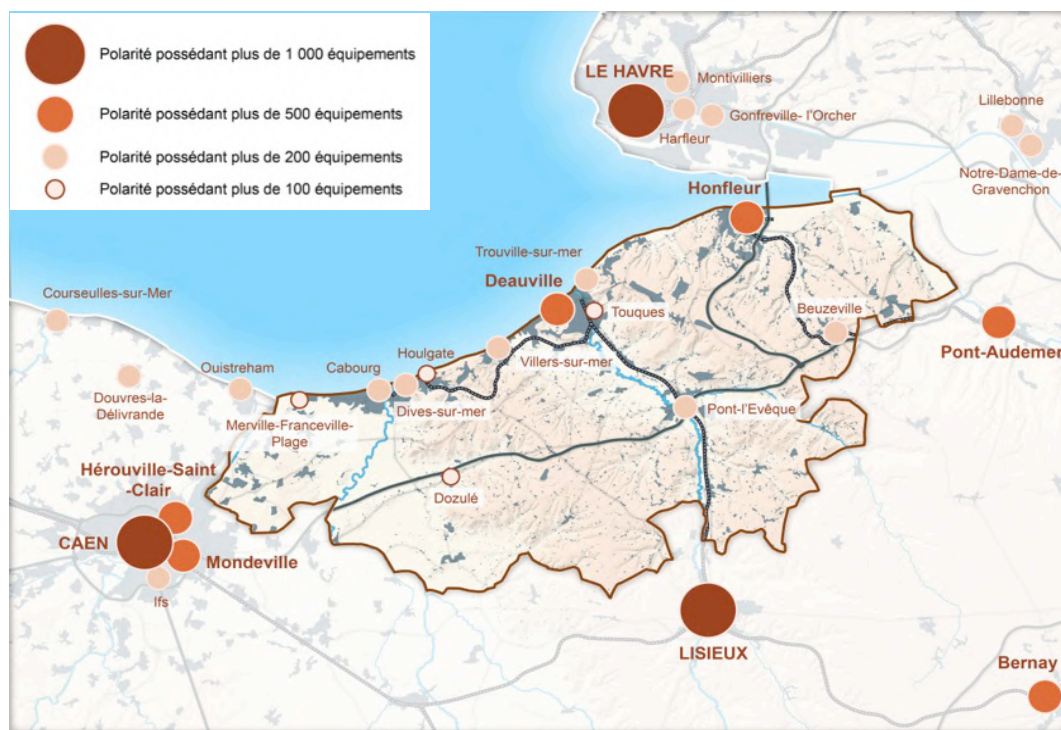 Polarité possédant plus de 1 000 équipements
Polarité possédant plus de 500 équipements
Polarité possédant plus de 200 équipements
Polarité possédant plus de 100 équipements
LE HAVRE
Montivilliers
Gonfreville- l'Orcher
Harfleur
Lillebonne
Notre-Dame-de-
Gravenchon
Honfleur
Trouville-sur-mer
Deauville
Touques
Beuzeville
Pont-Audemer
Courseulles-sur-Mer
Houlgate
Villers-sur-mer
Ouistreham
Cabourg
Douvres-la-
Délivrande
Dives-sur-mer
Merville-Franceville-
Plage
Pont-l'Evêque
Hérouville-Saint
-Clair
Dozulé
CAEN
Mondeville
Ifs
LISIEUX
Bernay